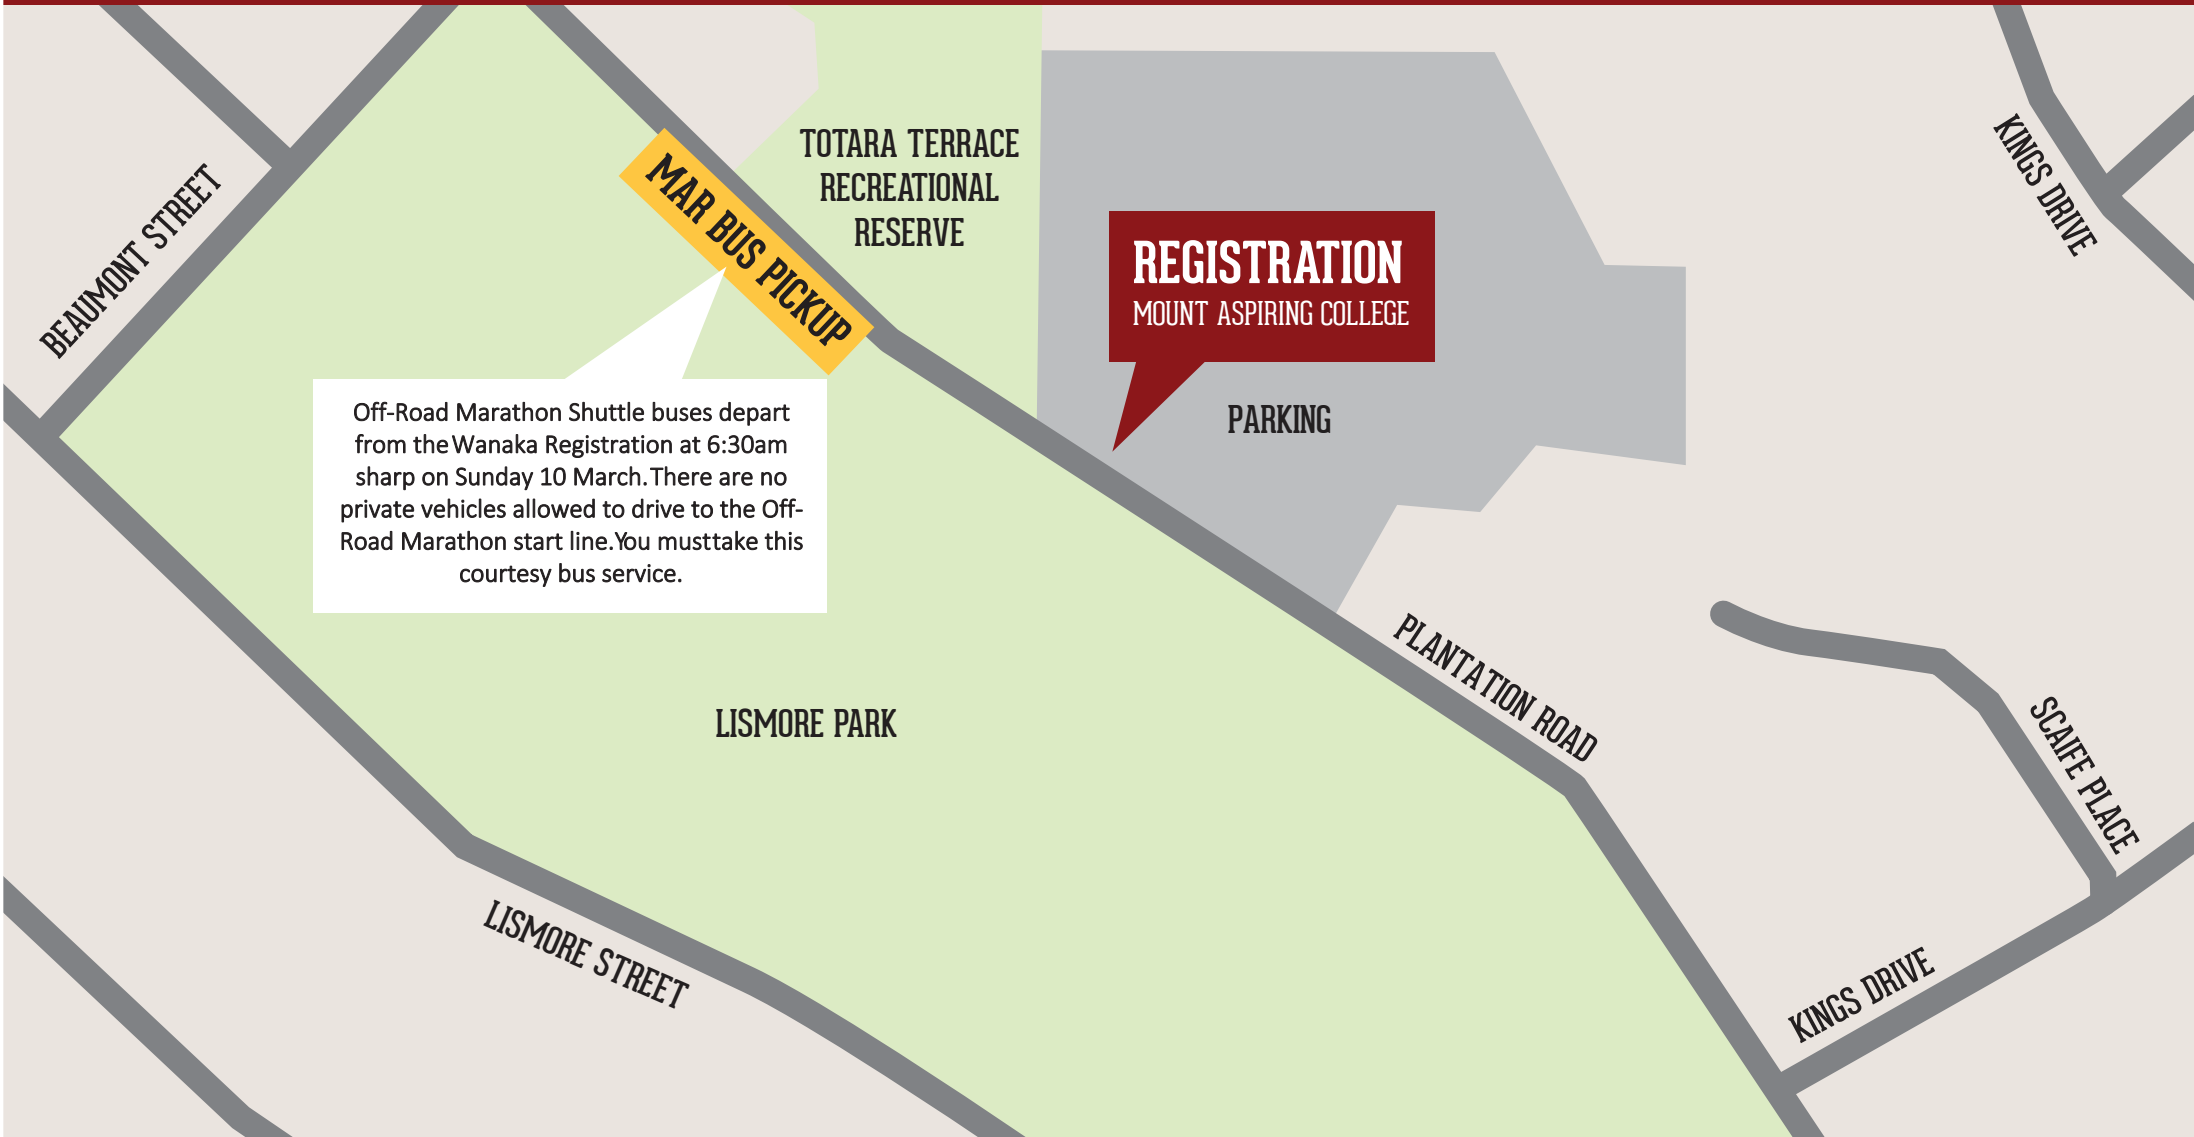 TOTARA TERRACE
RECREATIONAL
RESERVE
KINGS DRIVE
BEAUMONT STREET
MAR BUS PICKUP
REGISTRATION
MOUNT ASPIRING COLLEGE
PARKING
Off-Road Marathon Shuttle buses depart
from the Wanaka Registration at 6:30am
sharp on Sunday 10 March. There are no
private vehicles allowed to drive to the Off-
Road Marathon start line. You must take this
courtesy bus service.
LISMORE PARK
PLANTATION ROAD
SCAIFE PLACE
LISMORE STREET
KINGS DRIVE